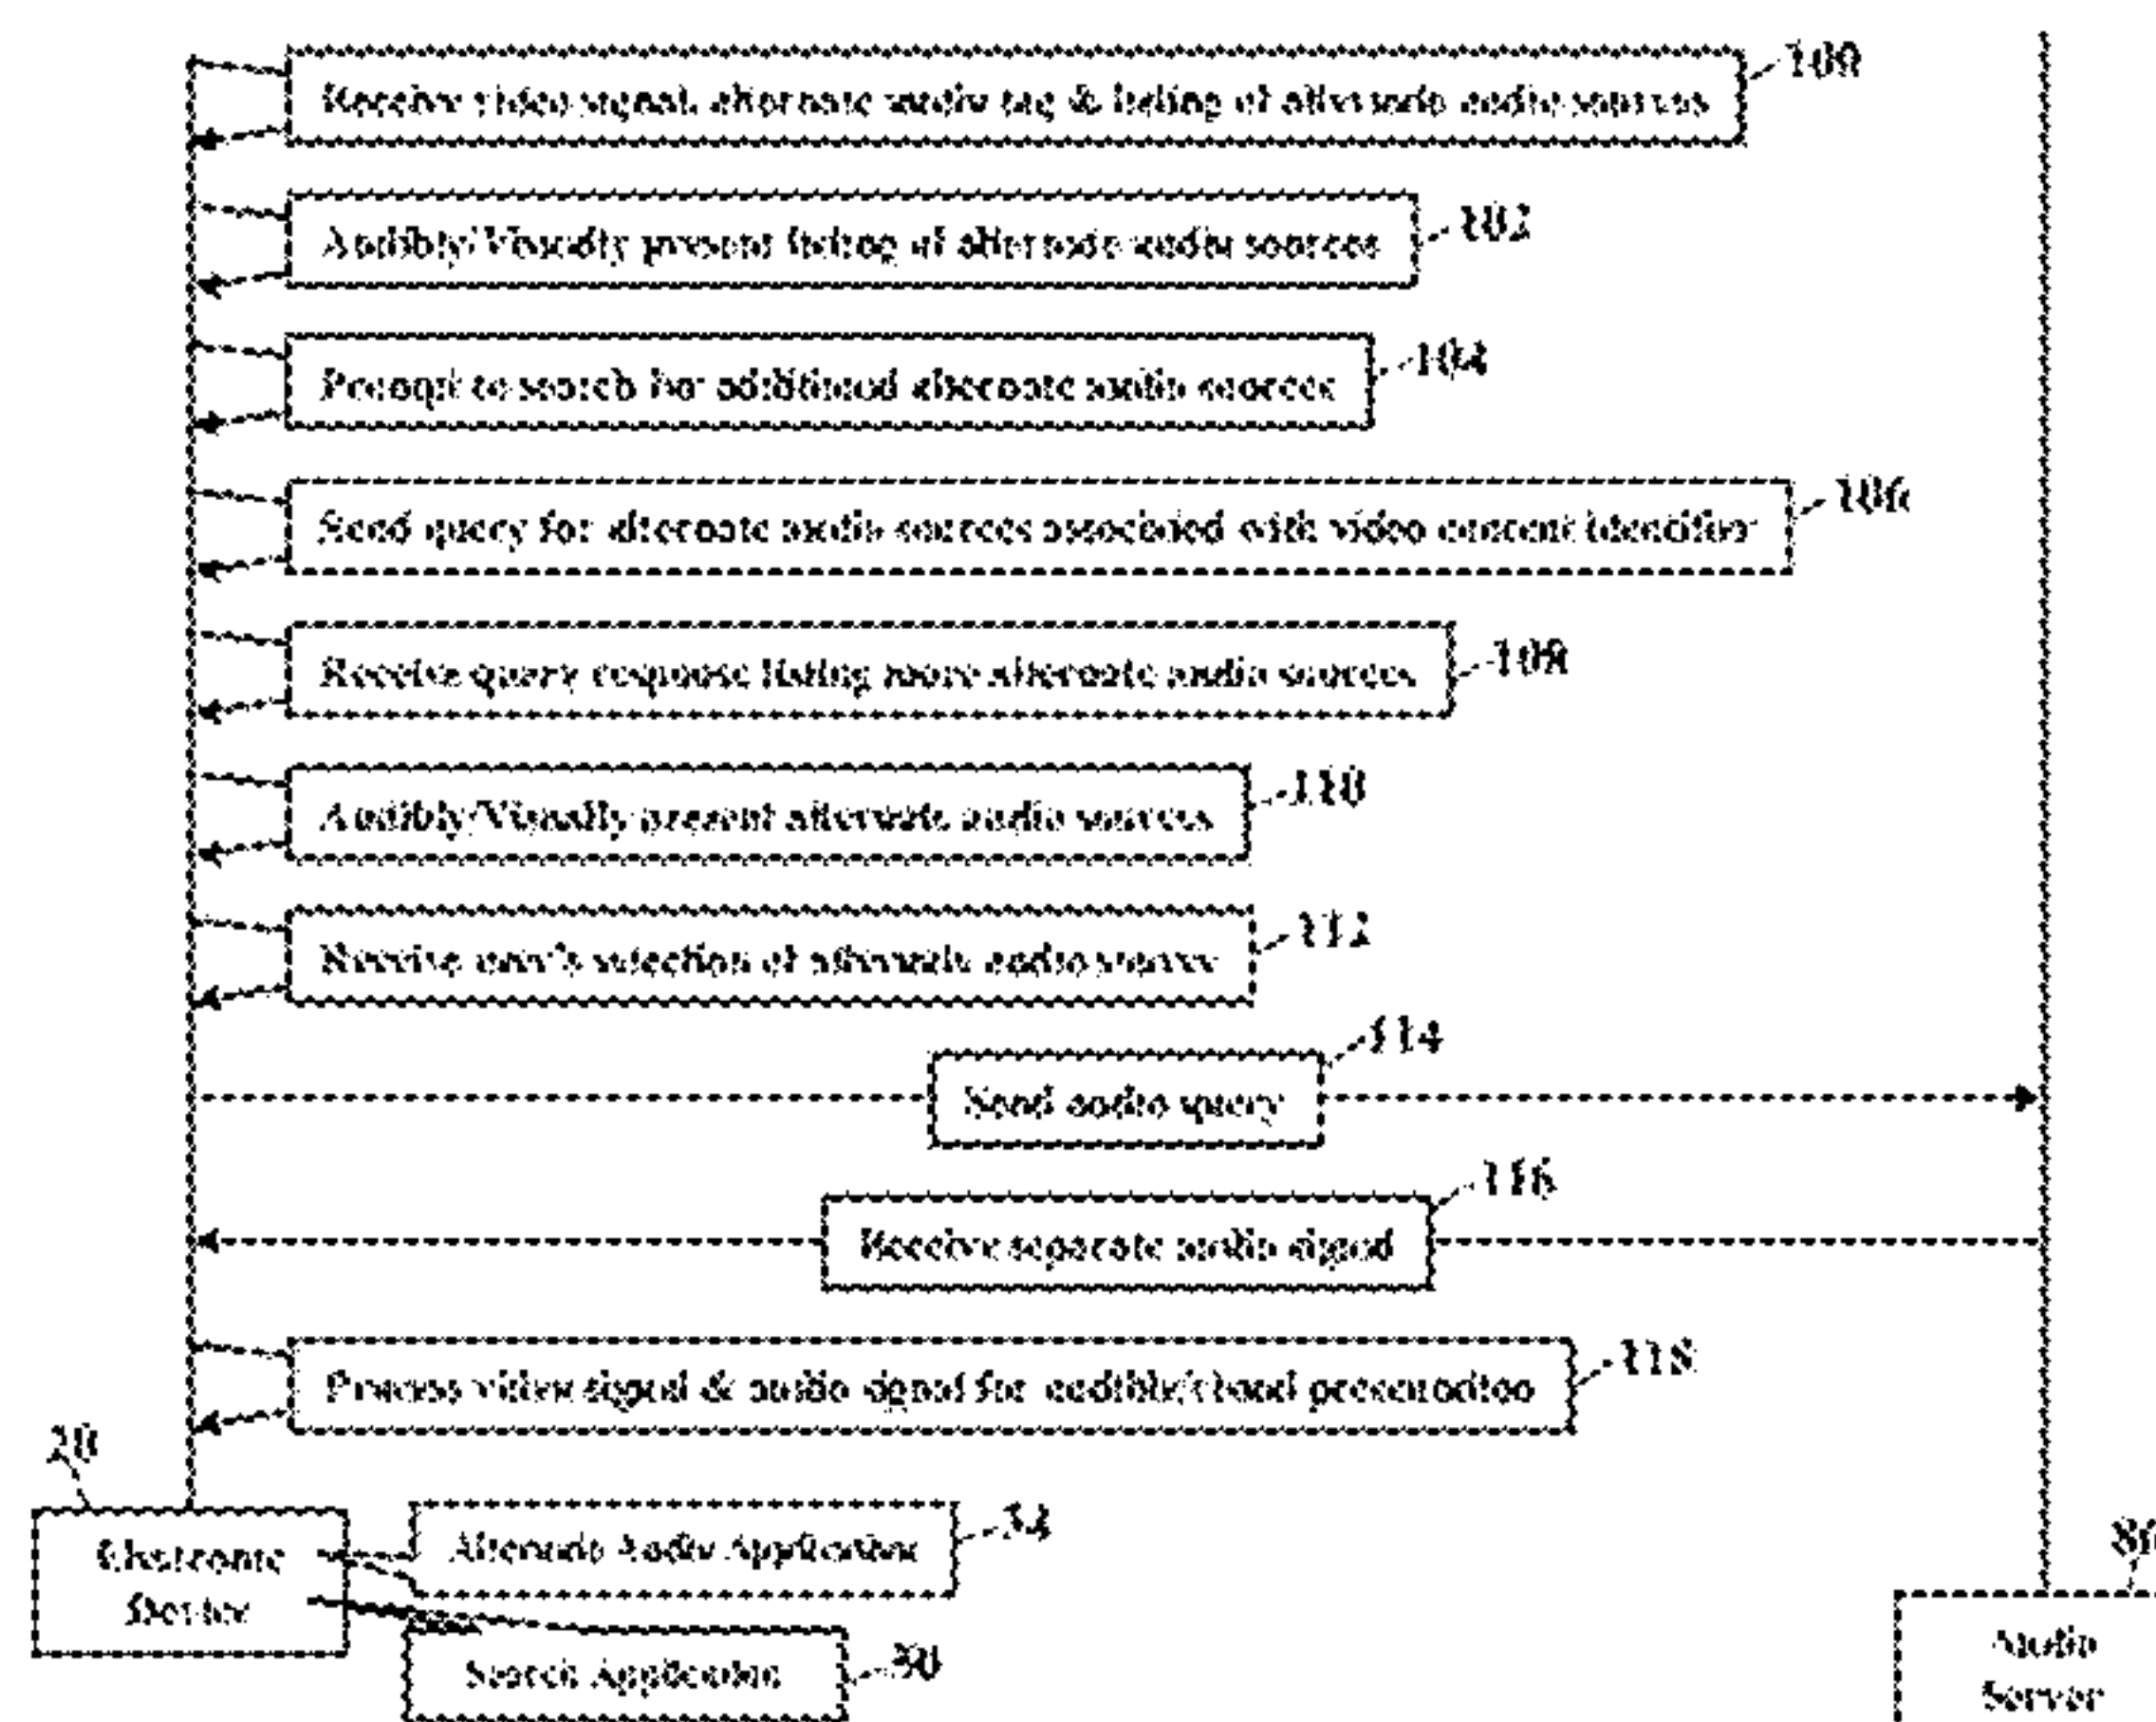 Receive video signal, alternate audio tag & listing of alternate audio sources
100
Audibly/Visually present listing of alternate audio sources
102
Prompt to search for additional alternate audio sources
104
Send query for alternate audio sources associated with video content identifier
106
Receive query response listing more alternate audio sources
108
Audibly/Visually present alternate audio sources
110
Receive user's selection of alternate audio source
112
114
Send audio query
116
Receive separate audio signal
Process video signal & audio signal for audible/visual presentation
118
20
Electronic
Device
Alternate Audio Application
Search Application
Audio
Server